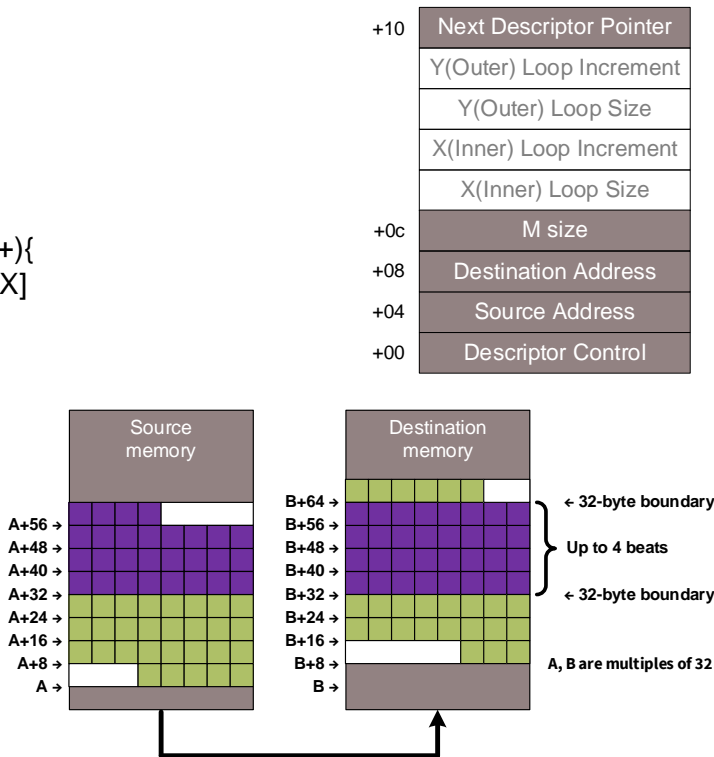 +10 Next Descriptor Pointer
Y(Outer) Loop Increment
Y(Outer) Loop Size
X(Inner) Loop Increment
X(Inner) Loop Size
+0c M size
+08 Destination Address
+04 Source Address
+00 Descriptor Control
+){
X]
Source
memory
A+56 →
A+48 →
A+40 →
A+32 →
A+24 →
A+16 →
A+8 →
A →
Destination
memory
B+64 →
B+56 →
B+48 →
B+40 →
B+32 →
B+24 →
B+16 →
B+8 →
B →
← 32-byte boundary
Up to 4 beats
← 32-byte boundary
A, B are multiples of 32